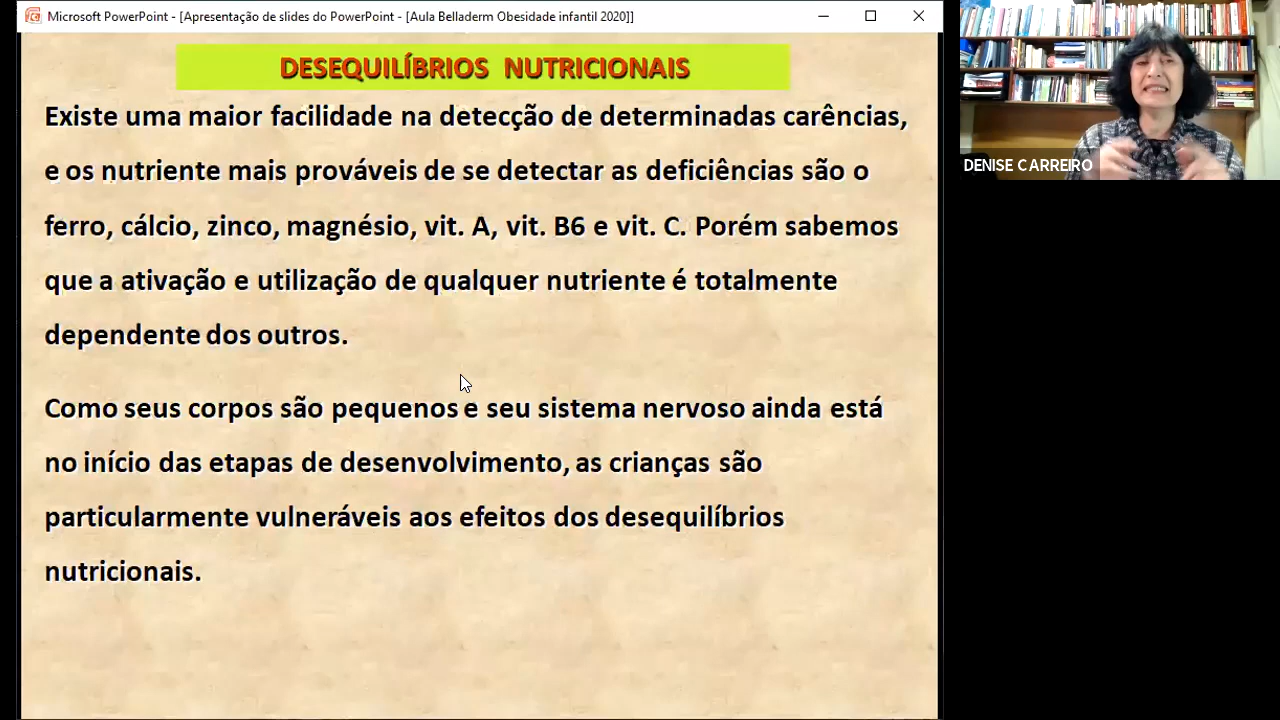 Microsoft PowerPoint - [Apresentação de slides do PowerPoint - [Aula Belladerm Obesidade infantil 2020]]
DESEQUILÍBRIOS NUTRICIONAIS
Existe uma maior facilidade na detecção de determinadas carências,
e os nutriente mais prováveis de se detectar as deficiências são o
ferro, cálcio, zinco, magnésio, vit. A, vit. B6 e vit. C. Porém sabemos
que a ativação e utilização de qualquer nutriente é totalmente
dependente dos outros.
Como seus corpos são pequenos e seu sistema nervoso ainda está
no início das etapas de desenvolvimento, as crianças são
particularmente vulneráveis aos efeitos dos desequilíbrios
nutricionais.
DENISE CARREIRO